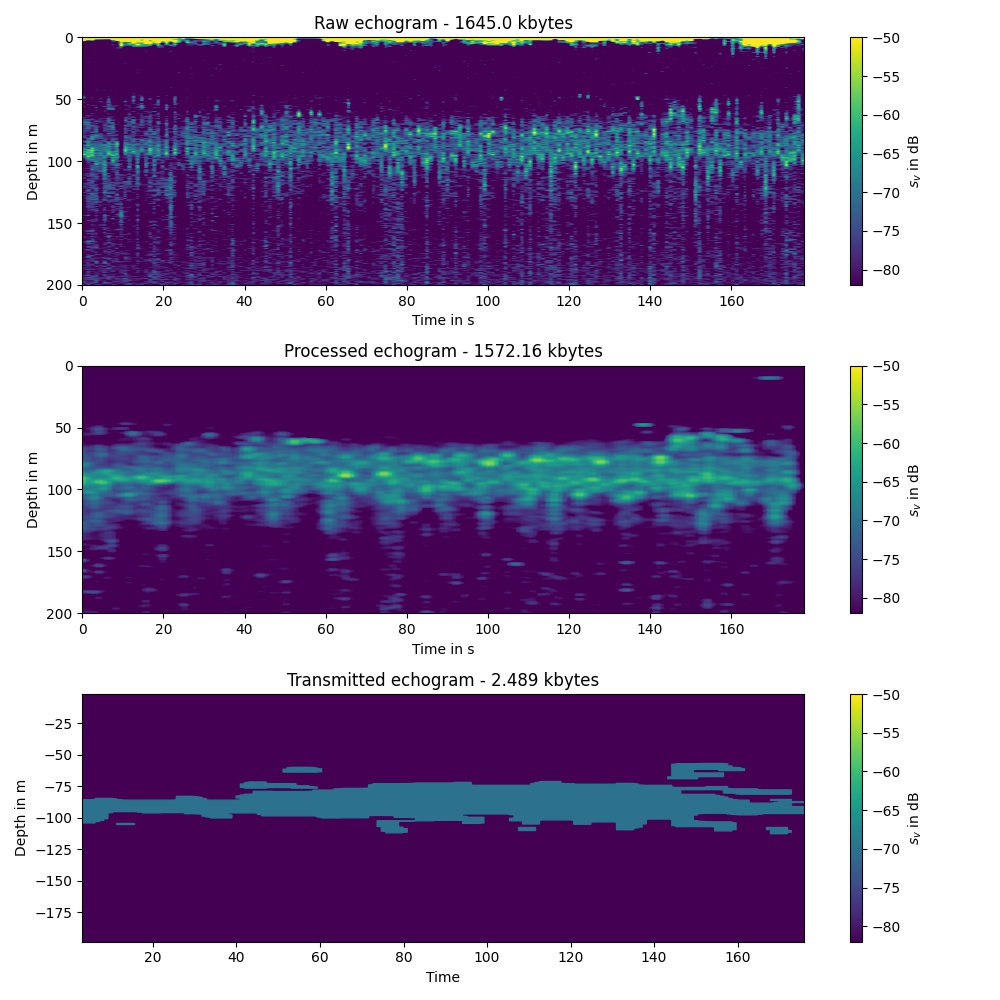 Raw echogram - 1645.0 kbytes
0
50
100
150
200
Depth in m
0 20 40 60 80 100 120 140 160
Time in s
−50
−55
−60
−65
−70
−75
−80
sv in dB
Processed echogram - 1572.16 kbytes
0
50
100
150
200
Depth in m
0 20 40 60 80 100 120 140 160
Time in s
−50
−55
−60
−65
−70
−75
−80
sv in dB
Transmitted echogram - 2.489 kbytes
−25
−50
−75
−100
−125
−150
−175
Depth in m
20 40 60 80 100 120 140 160
Time
−50
−55
−60
−65
−70
−75
−80
sv in dB